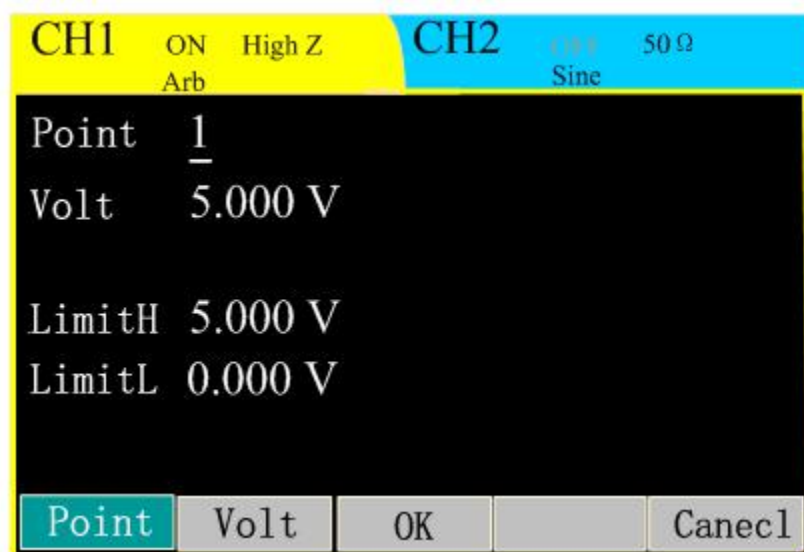 CH1 ON High Z CH2 OFF 50 Ω
Arb Sine
Point 1
Volt 5.000 V
LimitH 5.000 V
LimitL 0.000 V
Point Volt OK Canecl